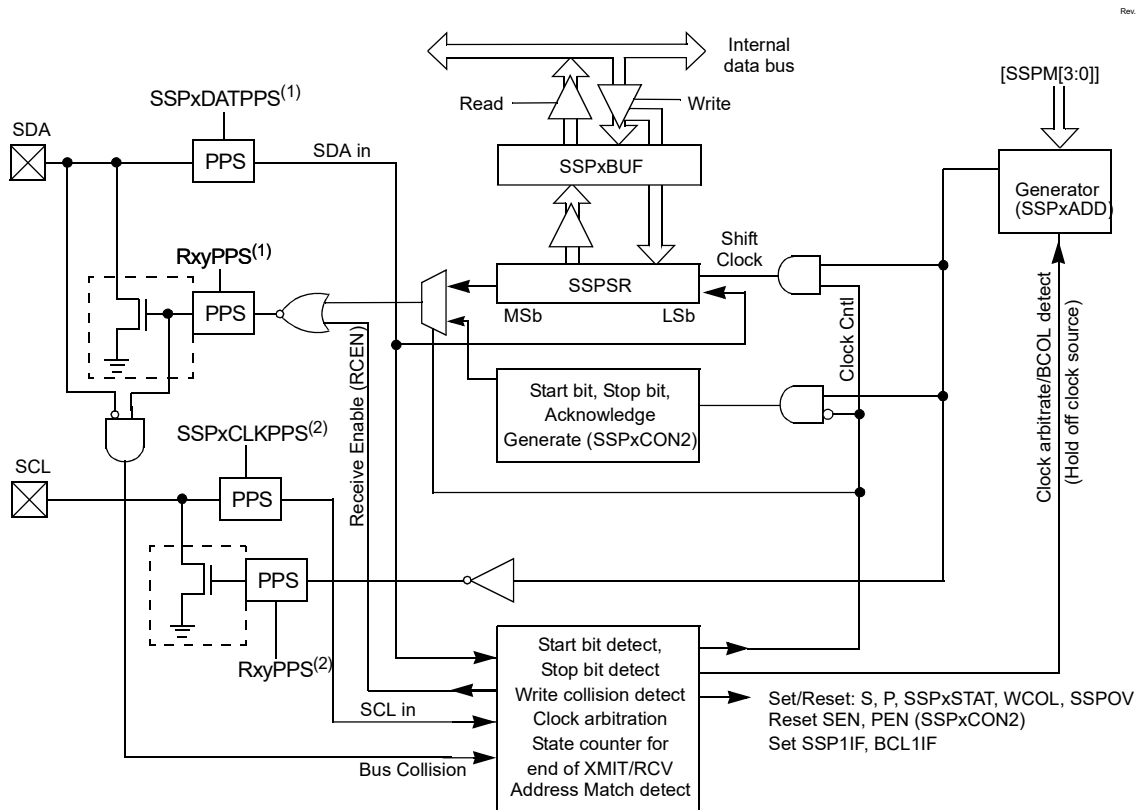 Rev.
Internal
data bus
[SSPM[3:0]]
Read
Write
SSPxDATPPS(1)
SDA
PPS
SDA in
SSPxBUF
Generator
(SSPxADD)
RxyPPS(1)
Shift
Clock
PPS
SSPSR
MSb
LSb
Receive Enable (RCEN)
Clock Cntl
Clock arbitrate/BCOL detect
(Hold off clock source)
Start bit, Stop bit,
Acknowledge
Generate (SSPxCON2)
SSPxCLKPPS(2)
SCL
PPS
PPS
RxyPPS(2)
SCL in
Bus Collision
Start bit detect,
Stop bit detect
Write collision detect
Clock arbitration
State counter for
end of XMIT/RCV
Address Match detect
Set/Reset: S, P, SSPxSTAT, WCOL, SSPOV
Reset SEN, PEN (SSPxCON2)
Set SSP1IF, BCL1IF